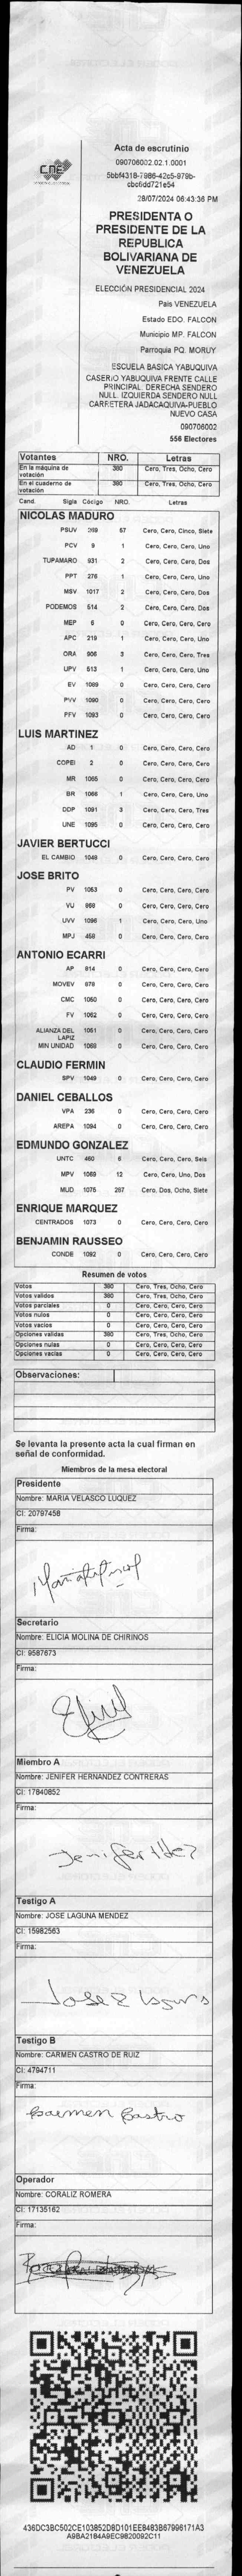 CNE
Acta de escrutinio
090706002.02.1.0001
5bbf4318-7986-42c5-979b-
cbcfdd721e54
28/07/2024 06:43:36 PM
PRESIDENTA O
PRESIDENTE DE LA
REPUBLICA
BOLIVARIANA DE
VENEZUELA
ELECCIÓN PRESIDENCIAL 2024
Pais VENEZUELA
Estado EDO. FALCON
Municipio MP. FALCON
Parroquia PQ. MORUY
ESCUELA BASICA YABUQUIVA
CASERIO YABUQUIVA FRENTE CALLE
PRINCIPAL. DERECHA SENDERO
NULL. IZQUIERDA SENDERO NULL
CARRETERA JADACAQUIVA-PUEBLO
NUEVO CASA
090706002
556 Electores
Votantes NRO. Letras
En la máquina de votación 380 Cero, Tres, Ocho, Cero
En el cuaderno de votación 380 Cero, Tres, Ocho, Cero
Cand. Sigla Código NRO. Letras
NICOLAS MADURO
PSUV 269 57 Cero, Cero, Cinco, Siete
PCV 9 1 Cero, Cero, Cero, Uno
TUPAMARO 931 2 Cero, Cero, Cero, Dos
PPT 276 1 Cero, Cero, Cero, Uno
MSV 1017 2 Cero, Cero, Cero, Dos
PODEMOS 514 2 Cero, Cero, Cero, Dos
MEP 6 0 Cero, Cero, Cero, Cero
APC 219 1 Cero, Cero, Cero, Uno
ORA 906 3 Cero, Cero, Cero, Tres
UPV 513 1 Cero, Cero, Cero, Uno
EV 1089 0 Cero, Cero, Cero, Cero
PVV 1090 0 Cero, Cero, Cero, Cero
PFV 1093 0 Cero, Cero, Cero, Cero
LUIS MARTINEZ
AD 1 0 Cero, Cero, Cero, Cero
COPEI 2 0 Cero, Cero, Cero, Cero
MR 1065 0 Cero, Cero, Cero, Cero
BR 1068 1 Cero, Cero, Cero, Uno
DDP 1091 3 Cero, Cero, Cero, Tres
UNE 1095 0 Cero, Cero, Cero, Cero
JAVIER BERTUCCI
EL CAMBIO 1049 0 Cero, Cero, Cero, Cero
JOSE BRITO
PV 1053 0 Cero, Cero, Cero, Cero
VU 968 0 Cero, Cero, Cero, Cero
UVV 1096 1 Cero, Cero, Cero, Uno
MPJ 458 0 Cero, Cero, Cero, Cero
ANTONIO ECARRI
AP 814 0 Cero, Cero, Cero, Cero
MOVEV 978 0 Cero, Cero, Cero, Cero
CMC 1050 0 Cero, Cero, Cero, Cero
FV 1052 0 Cero, Cero, Cero, Cero
ALIANZA DEL LAPIZ 1051 0 Cero, Cero, Cero, Cero
MIN UNIDAD 1069 0 Cero, Cero, Cero, Cero
CLAUDIO FERMIN
SPV 1049 0 Cero, Cero, Cero, Cero
DANIEL CEBALLOS
VPA 236 0 Cero, Cero, Cero, Cero
AREPA 1094 0 Cero, Cero, Cero, Cero
EDMUNDO GONZALEZ
UNTC 460 6 Cero, Cero, Cero, Seis
MPV 1069 12 Cero, Cero, Uno, Dos
MUD 1075 287 Cero, Dos, Ocho, Siete
ENRIQUE MARQUEZ
CENTRADOS 1073 0 Cero, Cero, Cero, Cero
BENJAMIN RAUSSEO
CONDE 1092 0 Cero, Cero, Cero, Cero
Resumen de votos
Votos 380 Cero, Tres, Ocho, Cero
Votos validos 380 Cero, Tres, Ocho, Cero
Votos parciales 0 Cero, Cero, Cero, Cero
Votos nulos 0 Cero, Cero, Cero, Cero
Votos vacios 0 Cero, Cero, Cero, Cero
Opciones validas 380 Cero, Tres, Ocho, Cero
Opciones nulas 0 Cero, Cero, Cero, Cero
Opciones vacias 0 Cero, Cero, Cero, Cero
Observaciones:
Se levanta la presente acta la cual firman en
señal de conformidad.
Miembros de la mesa electoral
Presidente
Nombre: MARIA VELASCO LUQUEZ
CI: 20797458
Firma:
Secretario
Nombre: ELICIA MOLINA DE CHIRINOS
CI: 9587673
Firma:
Miembro A
Nombre: JENIFER HERNANDEZ CONTRERAS
CI: 17840852
Firma:
Jenifer Hdez
Testigo A
Nombre: JOSE LAGUNA MENDEZ
CI: 15982563
Firma:
Jose Laguna
Testigo B
Nombre: CARMEN CASTRO DE RUIZ
CI: 4794711
Firma:
Carmen Castro
Operador
Nombre: CORALIZ ROMERA
CI: 17135162
Firma:
436DC3BC502CE103852D8D101EE8483B67996171A3
A9BA2184A9EC9820092C11